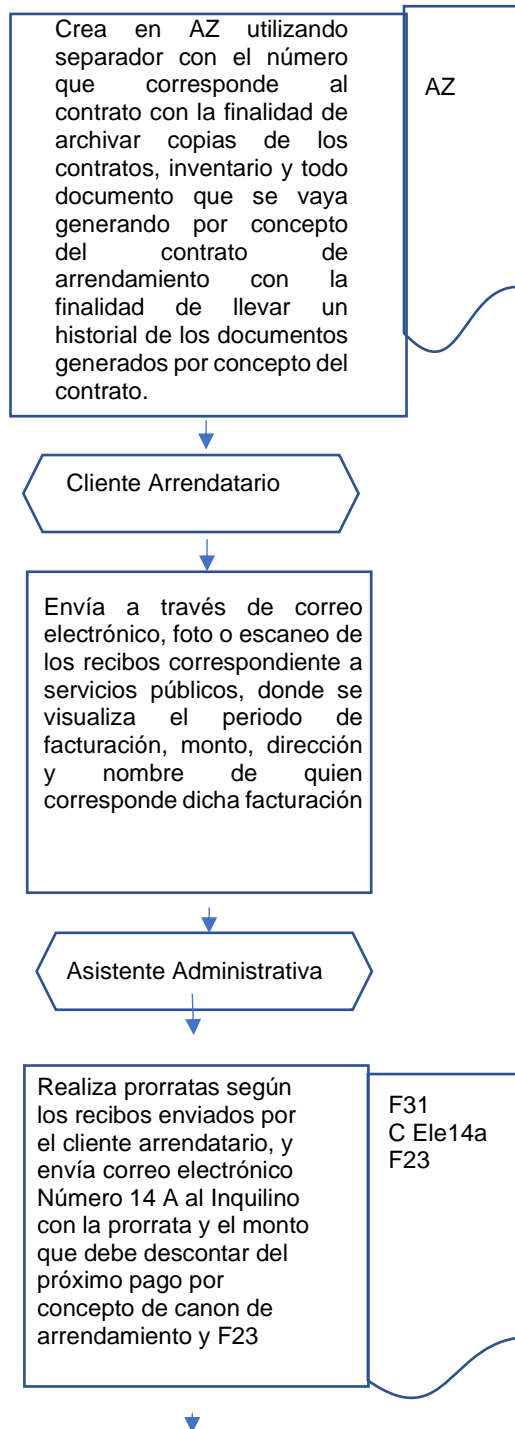 Crea en AZ utilizando
separador con el número
que corresponde al
contrato con la finalidad de
archivar copias de los
contratos, inventario y todo
documento que se vaya
generando por concepto
del contrato de
arrendamiento con la
finalidad de llevar un
historial de los documentos
generados por concepto del
contrato.
AZ
Cliente Arrendatario
Envía a través de correo
electrónico, foto o escaneo de
los recibos correspondiente a
servicios públicos, donde se
visualiza el periodo de
facturación, monto, dirección
y nombre de quien
corresponde dicha facturación
Asistente Administrativa
Realiza prorratas según
los recibos enviados por
el cliente arrendatario, y
envía correo electrónico
Número 14 A al Inquilino
con la prorrata y el monto
que debe descontar del
próximo pago por
concepto de canon de
arrendamiento y F23
F31
C Ele14a
F23